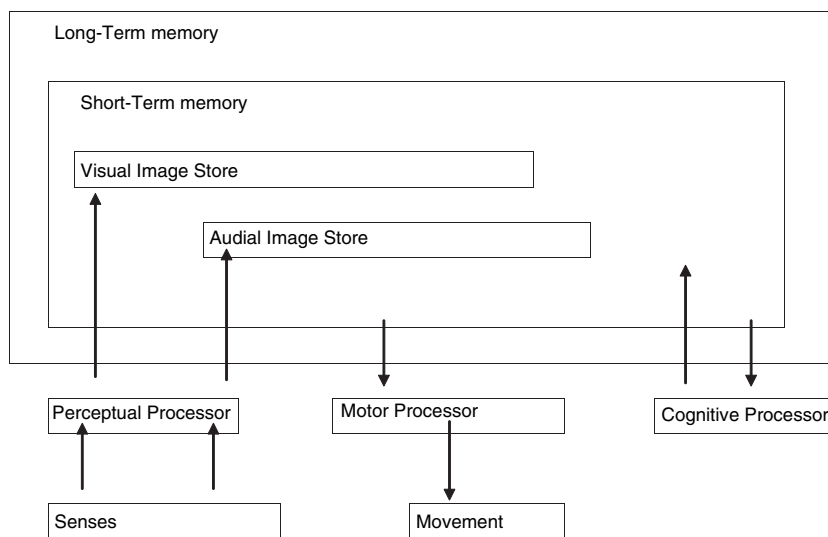 Long-Term memory
Short-Term memory
Visual Image Store
Audial Image Store
Perceptual Processor
Motor Processor
Cognitive Processor
Senses
Movement